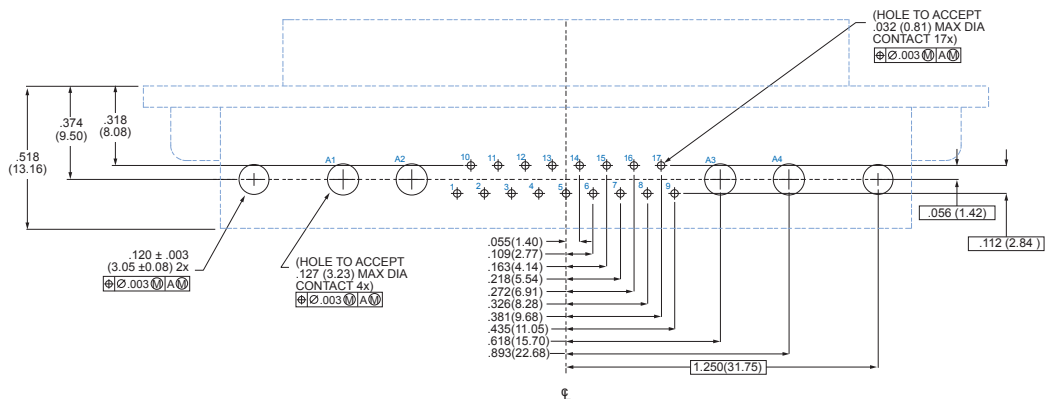 (HOLE TO ACCEPT
.032 (0.81) MAX DIA
CONTACT 17x)
⌖ Ø.003 Ⓜ A Ⓜ
.518
(13.16)
.374
(9.50)
.318
(8.08)
A1 A2 10 11 12 13 14 15 16 17 A3 A4
1 2 3 4 5 6 7 8 9
.056 (1.42)
.112 (2.84 )
.120 ± .003
(3.05 ±0.08) 2x
⌖ Ø.003 Ⓜ A Ⓜ
(HOLE TO ACCEPT
.127 (3.23) MAX DIA
CONTACT 4x)
⌖ Ø.003 Ⓜ A Ⓜ
.055(1.40)
.109(2.77)
.163(4.14)
.218(5.54)
.272(6.91)
.326(8.28)
.381(9.68)
.435(11.05)
.618(15.70)
.893(22.68)
1.250(31.75)
℄